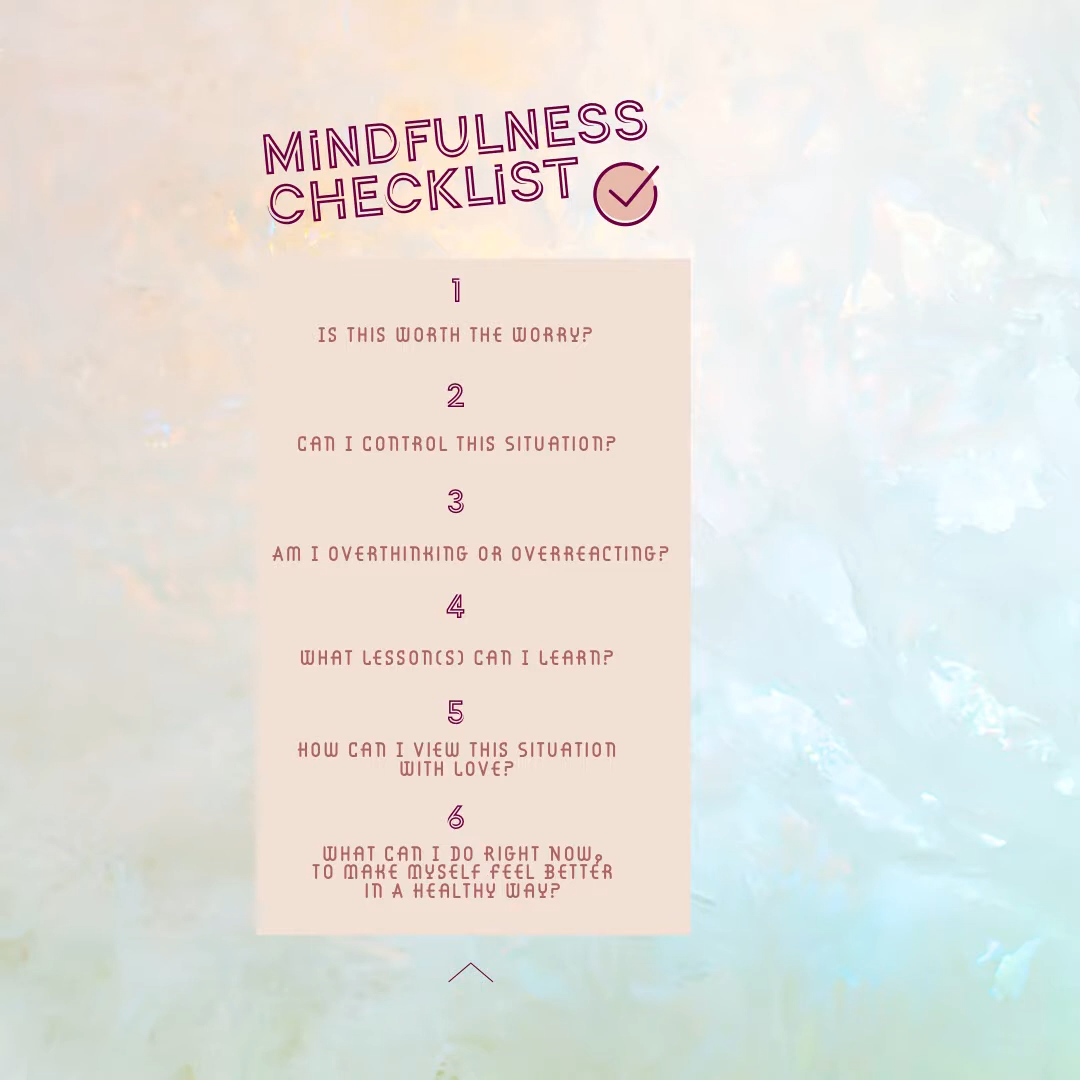 MINDFULNESS
CHECKLIST
1
IS THIS WORTH THE WORRY?
2
CAN I CONTROL THIS SITUATION?
3
AM I OVERTHINKING OR OVERREACTING?
4
WHAT LESSON(S) CAN I LEARN?
5
HOW CAN I VIEW THIS SITUATION
WITH LOVE?
6
WHAT CAN I DO RIGHT NOW,
TO MAKE MYSELF FEEL BETTER
IN A HEALTHY WAY?